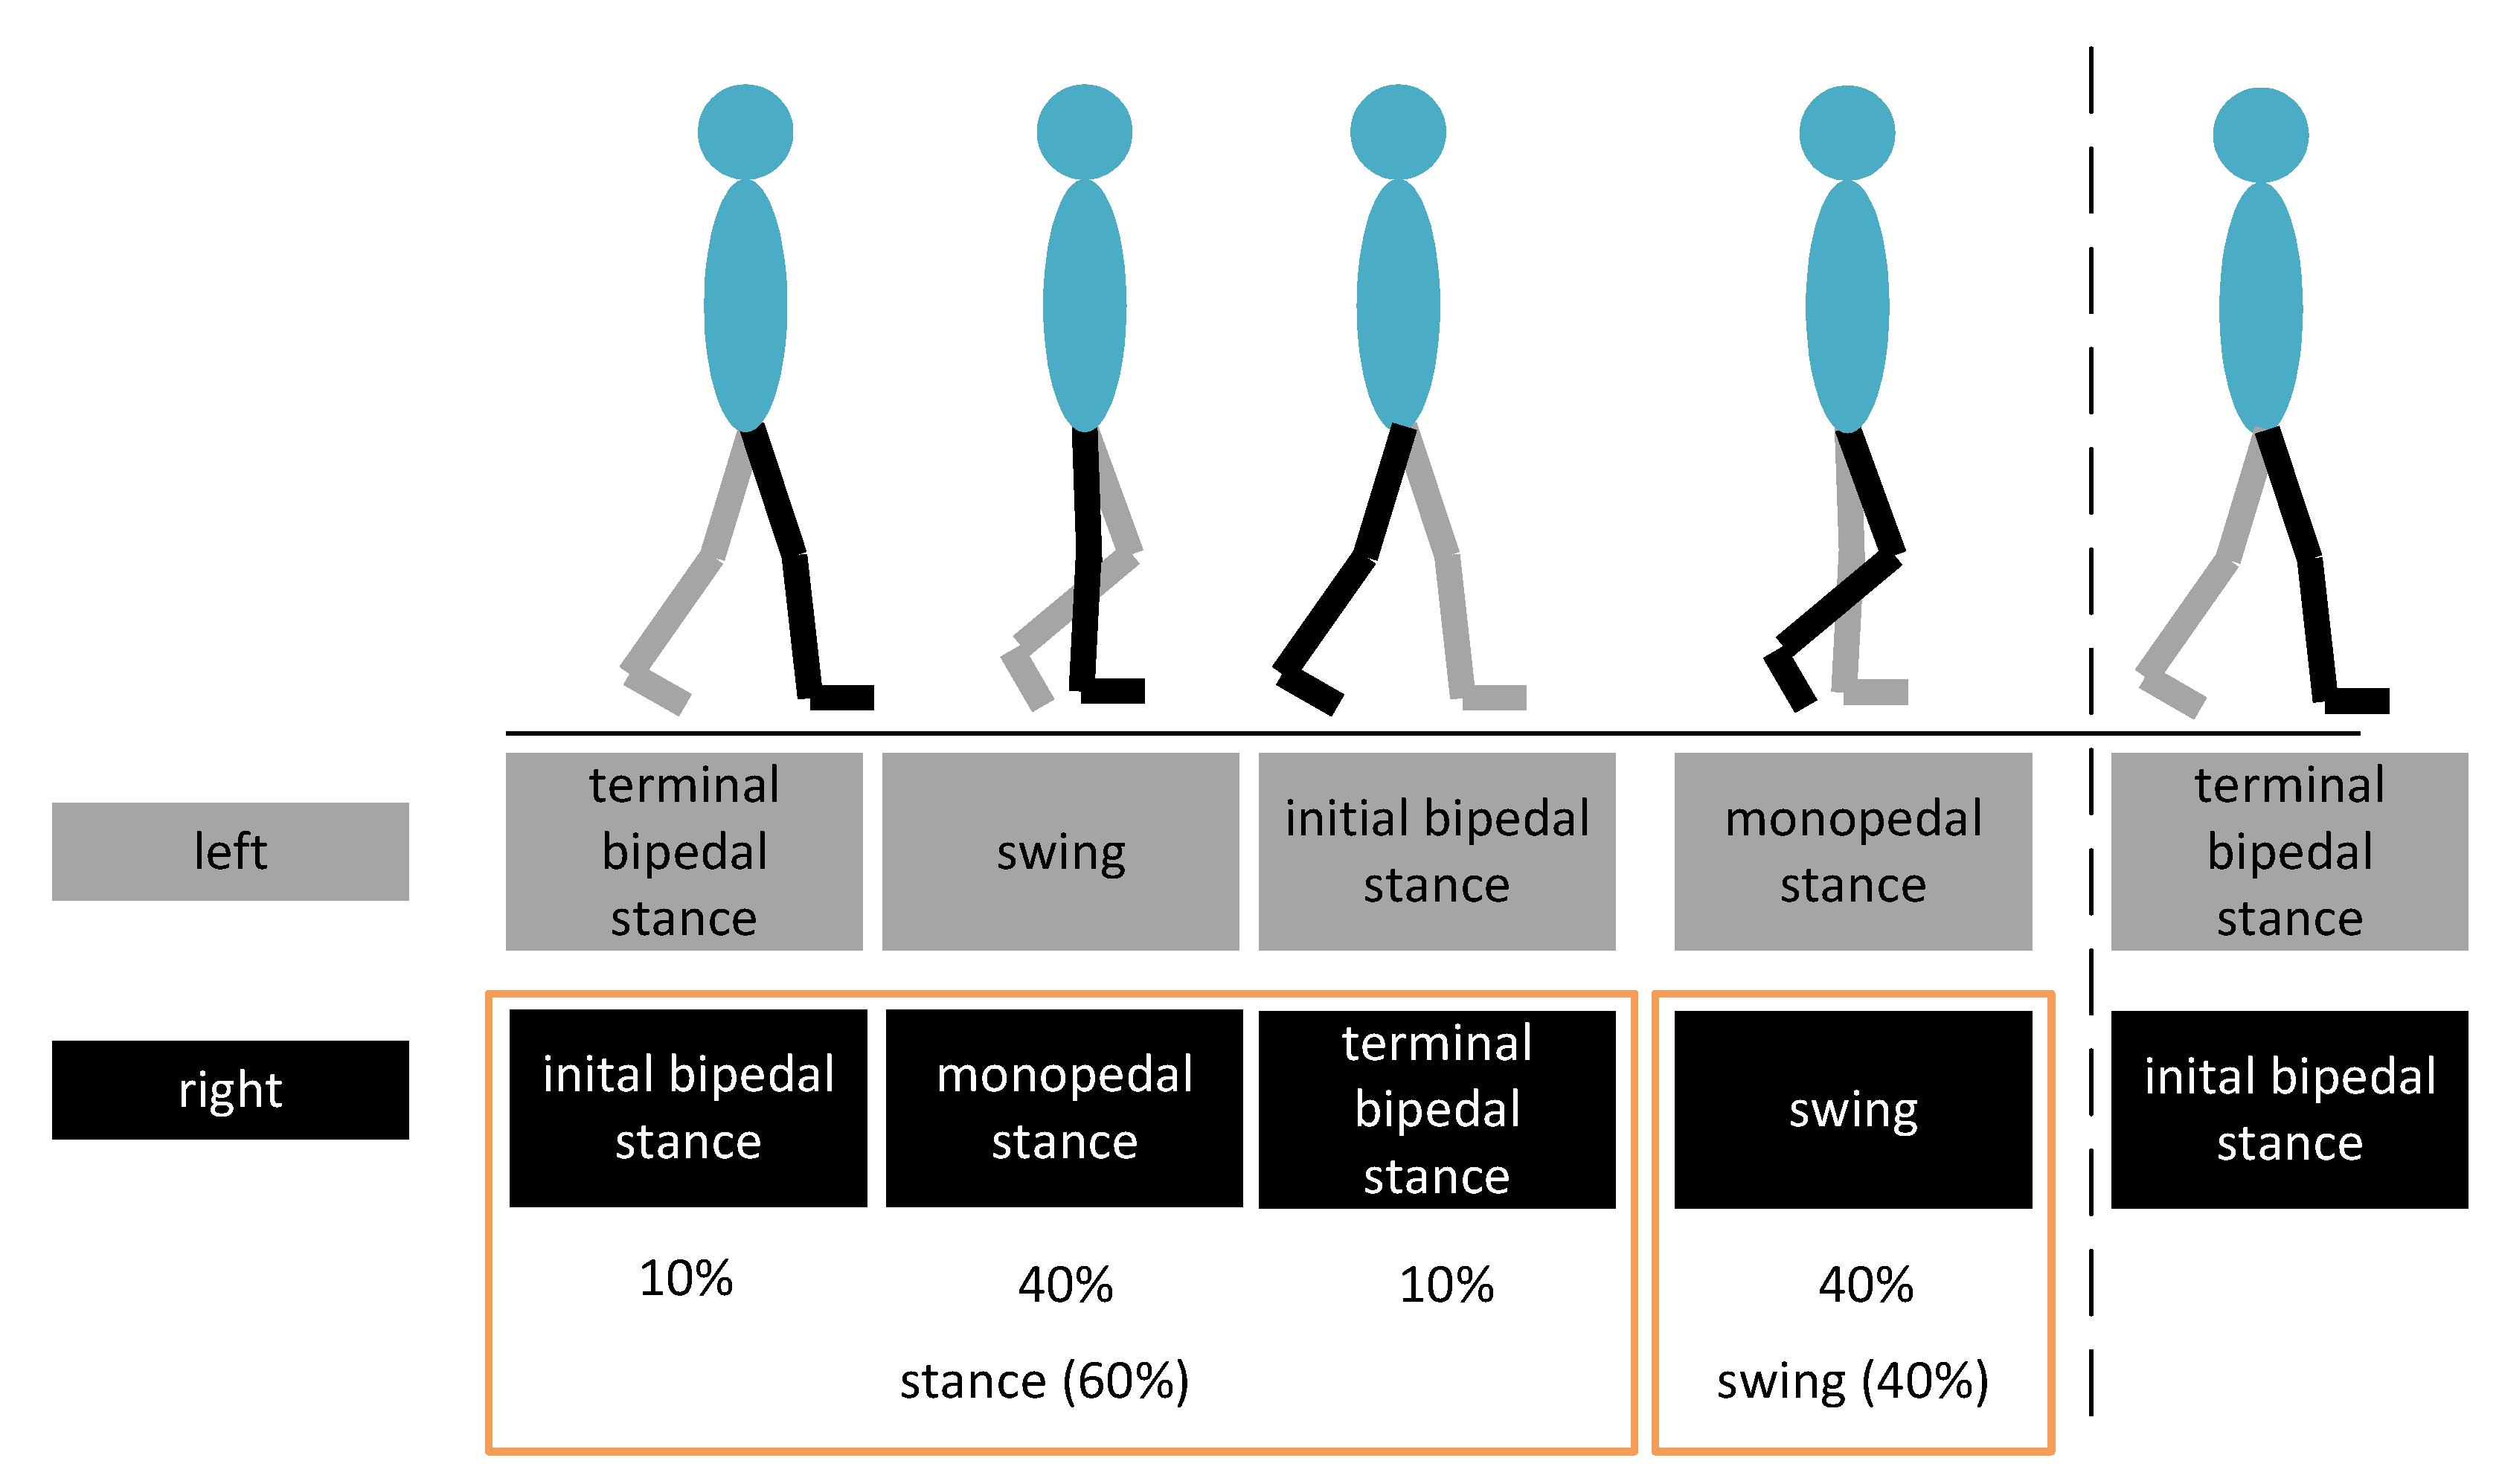 left
terminal
bipedal
stance
swing
initial bipedal
stance
monopedal
stance
terminal
bipedal
stance
right
inital bipedal
stance
monopedal
stance
terminal
bipedal
stance
swing
inital bipedal
stance
10%
40%
10%
40%
stance (60%)
swing (40%)